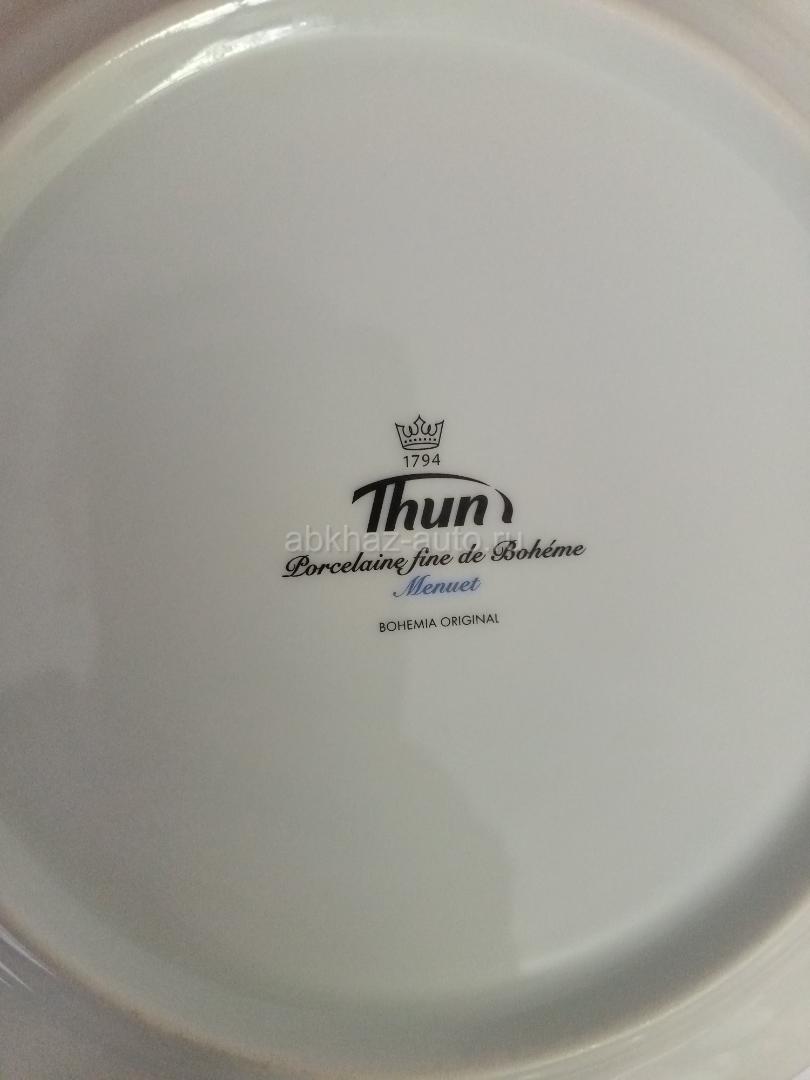 1794
Thun
abkhaz-auto.ru
Porcelaine fine de Bohéme
Menuet
BOHEMIA ORIGINAL